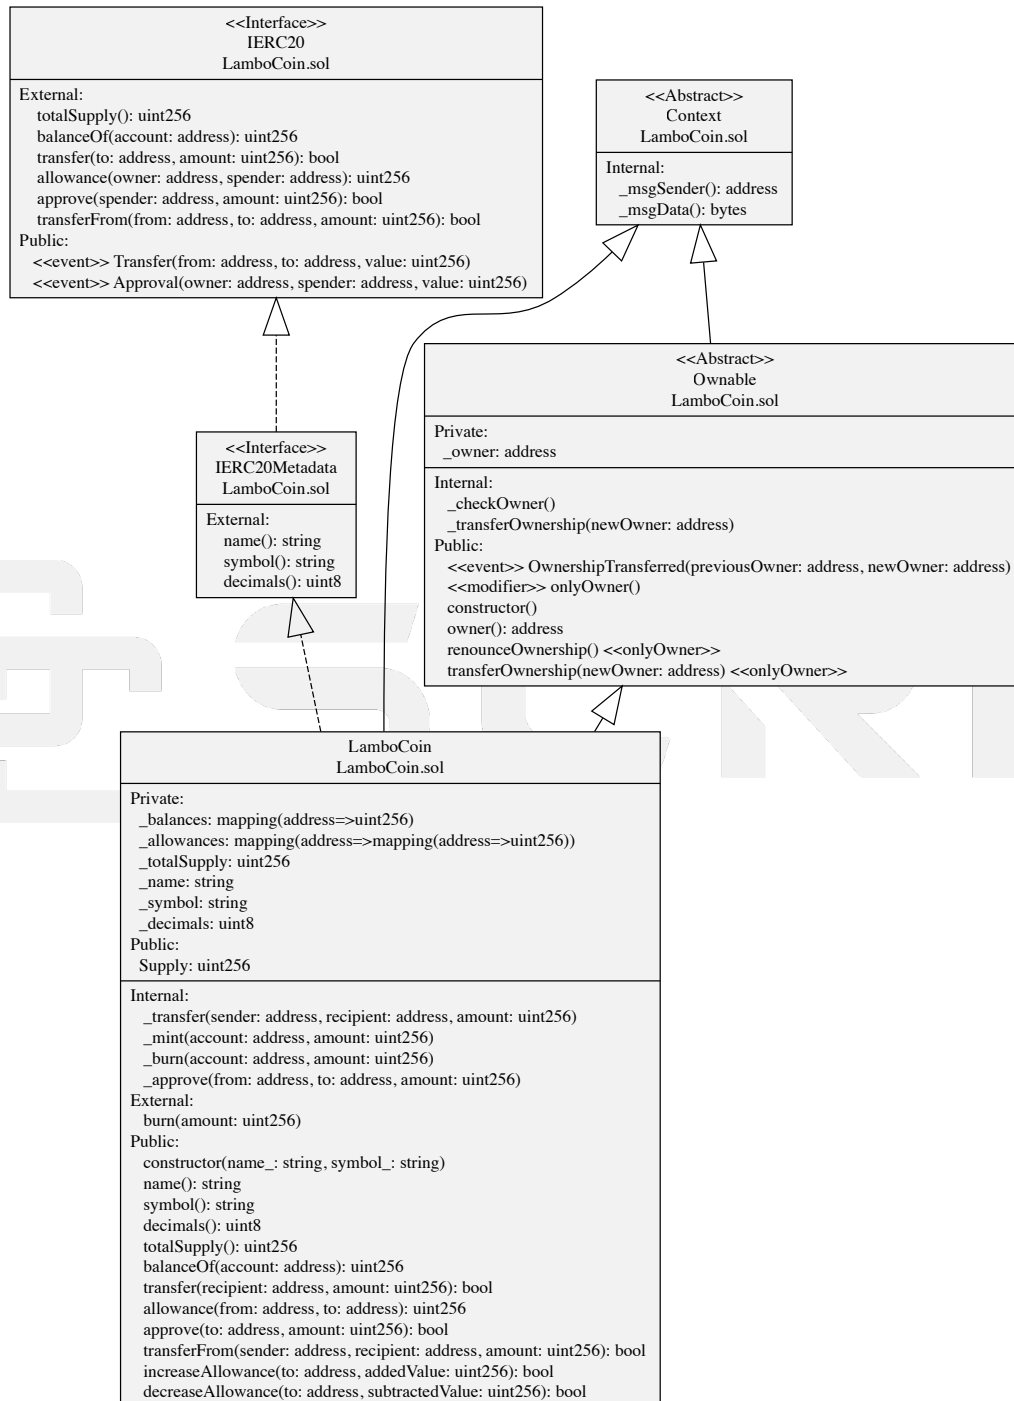 <<Interface>>
IERC20
LamboCoin.sol
External:
totalSupply(): uint256
balanceOf(account: address): uint256
transfer(to: address, amount: uint256): bool
allowance(owner: address, spender: address): uint256
approve(spender: address, amount: uint256): bool
transferFrom(from: address, to: address, amount: uint256): bool
Public:
<<event>> Transfer(from: address, to: address, value: uint256)
<<event>> Approval(owner: address, spender: address, value: uint256)
<<Abstract>>
Context
LamboCoin.sol
Internal:
_msgSender(): address
_msgData(): bytes
<<Abstract>>
Ownable
LamboCoin.sol
Private:
_owner: address
Internal:
_checkOwner()
_transferOwnership(newOwner: address)
Public:
<<event>> OwnershipTransferred(previousOwner: address, newOwner: address)
<<modifier>> onlyOwner()
constructor()
owner(): address
renounceOwnership() <<onlyOwner>>
transferOwnership(newOwner: address) <<onlyOwner>>
<<Interface>>
IERC20Metadata
LamboCoin.sol
External:
name(): string
symbol(): string
decimals(): uint8
LamboCoin
LamboCoin.sol
Private:
_balances: mapping(address=>uint256)
_allowances: mapping(address=>mapping(address=>uint256))
_totalSupply: uint256
_name: string
_symbol: string
_decimals: uint8
Public:
Supply: uint256
Internal:
_transfer(sender: address, recipient: address, amount: uint256)
_mint(account: address, amount: uint256)
_burn(account: address, amount: uint256)
_approve(from: address, to: address, amount: uint256)
External:
burn(amount: uint256)
Public:
constructor(name_: string, symbol_: string)
name(): string
symbol(): string
decimals(): uint8
totalSupply(): uint256
balanceOf(account: address): uint256
transfer(recipient: address, amount: uint256): bool
allowance(from: address, to: address): uint256
approve(to: address, amount: uint256): bool
transferFrom(sender: address, recipient: address, amount: uint256): bool
increaseAllowance(to: address, addedValue: uint256): bool
decreaseAllowance(to: address, subtractedValue: uint256): bool